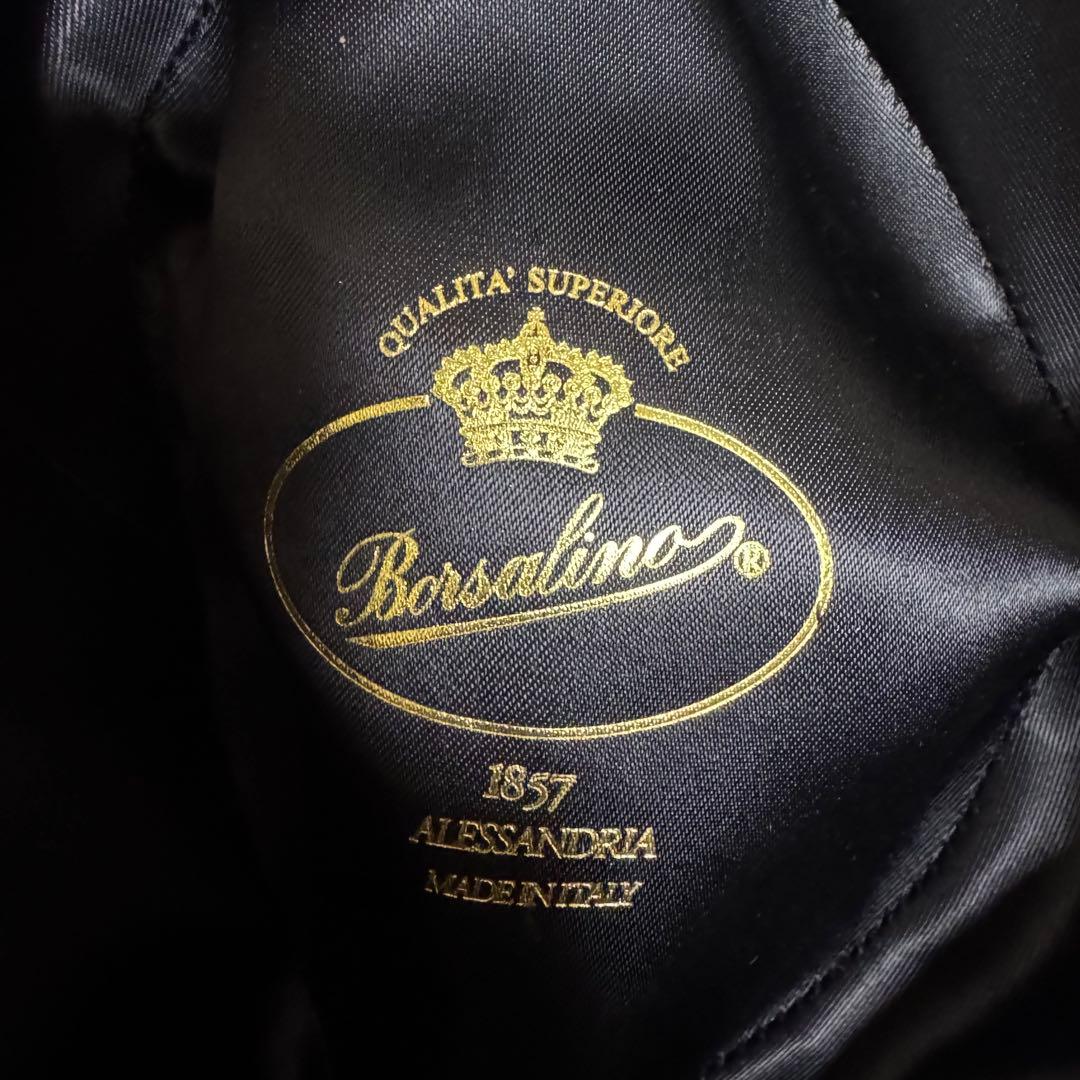 QUALITA' SUPERIORE
Borsalino®
1857
ALESSANDRIA
MADE IN ITALY